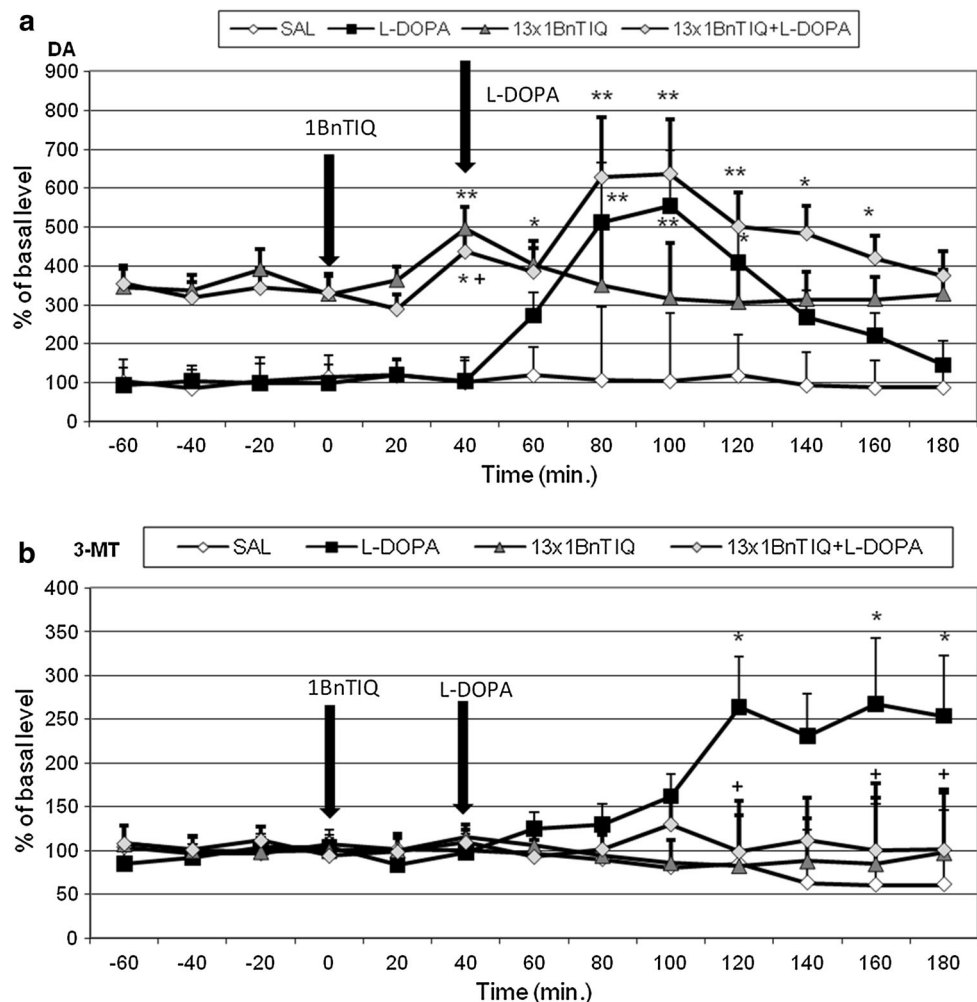 a
SAL L-DOPA 13x1BnTIQ 13x1BnTIQ+L-DOPA
DA
900
800
700
600
500
400
300
200
100
0
% of basal level
1BnTIQ
L-DOPA
** **
** **
** * ** * *
** *
* +
-60 -40 -20 0 20 40 60 80 100 120 140 160 180
Time (min.)
b
3-MT
SAL L-DOPA 13x1BnTIQ 13x1BnTIQ+L-DOPA
400
350
300
250
200
150
100
50
0
% of basal level
1BnTIQ L-DOPA
* * *
+ + +
-60 -40 -20 0 20 40 60 80 100 120 140 160 180
Time (min.)